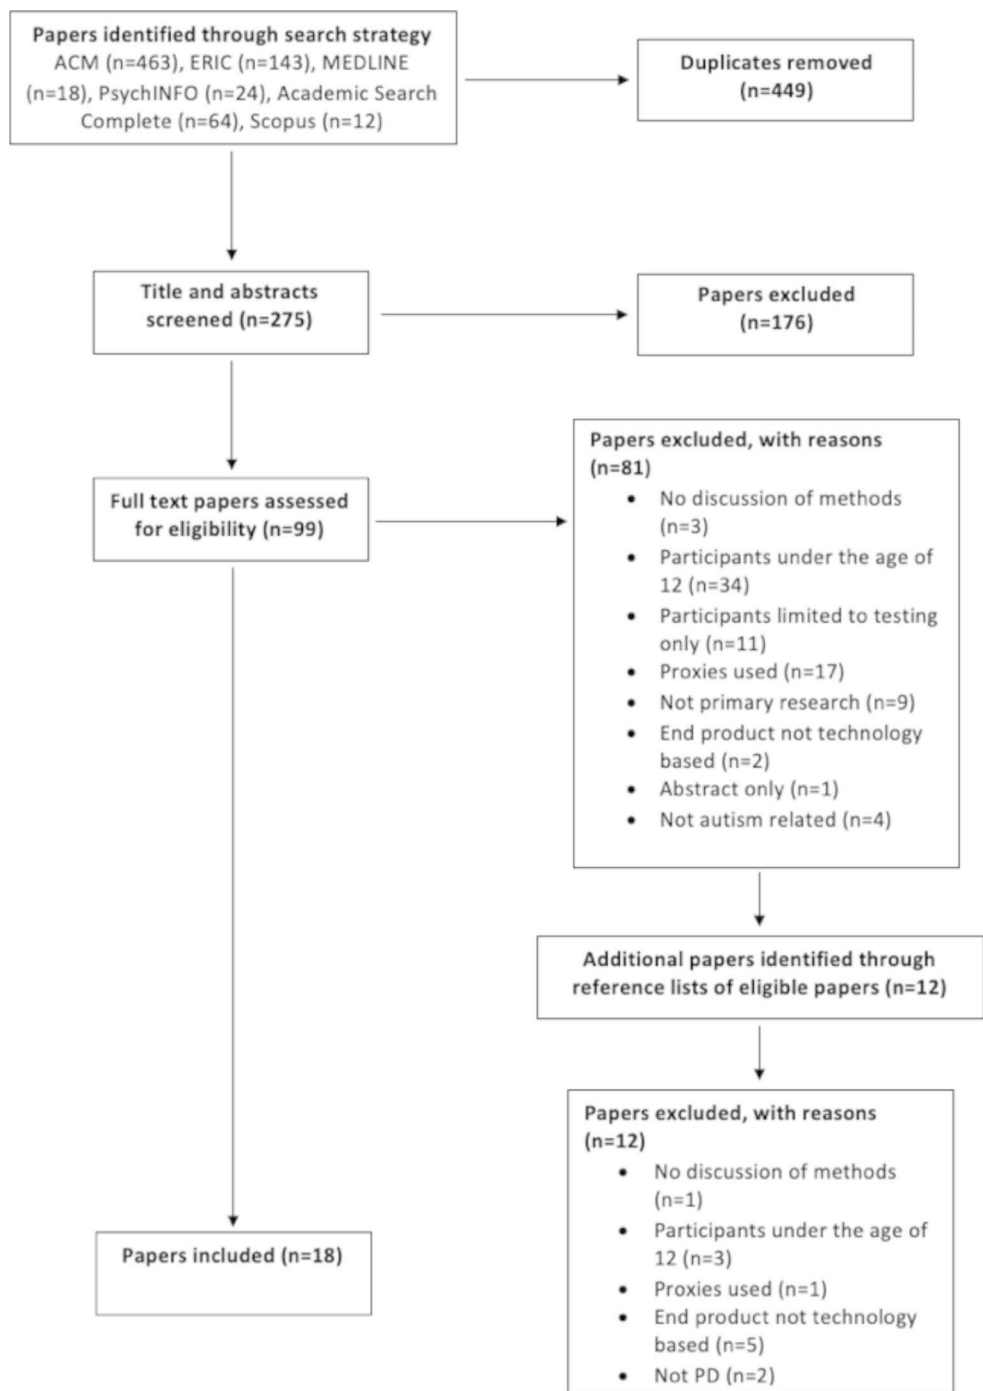 Papers identified through search strategy
ACM (n=463), ERIC (n=143), MEDLINE
(n=18), PsychINFO (n=24), Academic Search
Complete (n=64), Scopus (n=12)
Duplicates removed
(n=449)
Title and abstracts
screened (n=275)
Papers excluded
(n=176)
Full text papers assessed
for eligibility (n=99)
Papers excluded, with reasons
(n=81)
• No discussion of methods
(n=3)
• Participants under the age of
12 (n=34)
• Participants limited to testing
only (n=11)
• Proxies used (n=17)
• Not primary research (n=9)
• End product not technology
based (n=2)
• Abstract only (n=1)
• Not autism related (n=4)
Additional papers identified through
reference lists of eligible papers (n=12)
Papers excluded, with reasons
(n=12)
• No discussion of methods
(n=1)
• Participants under the age of
12 (n=3)
• Proxies used (n=1)
• End product not technology
based (n=5)
• Not PD (n=2)
Papers included (n=18)